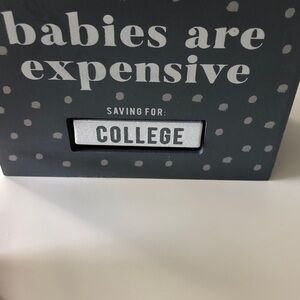 babies are
expensive
SAVING FOR:
COLLEGE